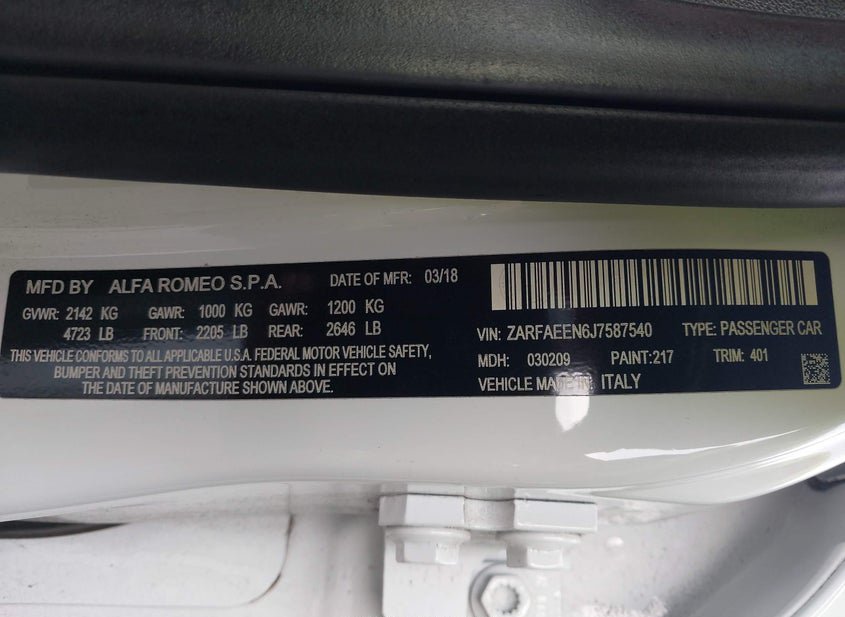 MFD BY ALFA ROMEO S.P.A. DATE OF MFR: 03/18
GVWR: 2142 KG GAWR: 1000 KG GAWR: 1200 KG
4723 LB FRONT: 2205 LB REAR: 2646 LB
THIS VEHICLE CONFORMS TO ALL APPLICABLE U.S.A. FEDERAL MOTOR VEHICLE SAFETY,
BUMPER AND THEFT PREVENTION STANDARDS IN EFFECT ON
THE DATE OF MANUFACTURE SHOWN ABOVE.
VIN: ZARFAEEN6J7587540 TYPE: PASSENGER CAR
MDH: 030209 PAINT: 217 TRIM: 401
VEHICLE MADE IN ITALY